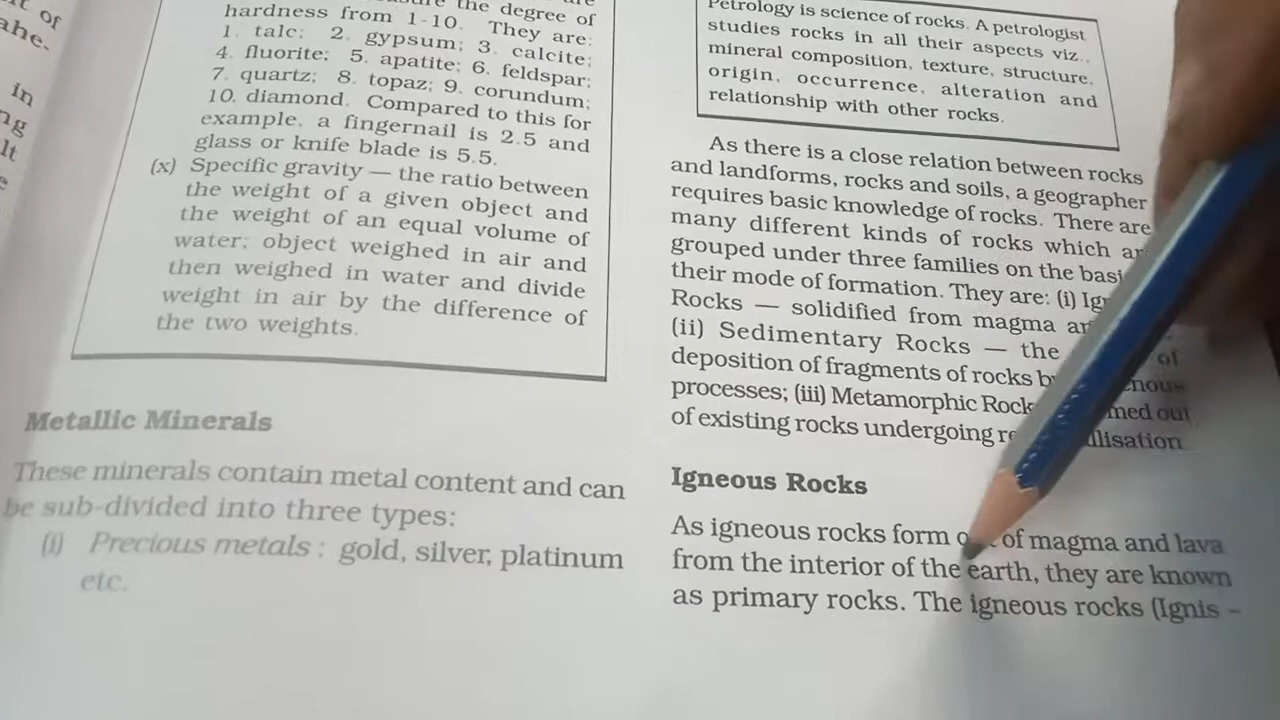 of
ahe-
in
ng
lt
the degree of
hardness from 1-10. They are:
1. talc; 2. gypsum; 3. calcite;
4. fluorite; 5. apatite; 6. feldspar;
7. quartz; 8. topaz; 9. corundum;
10. diamond. Compared to this for
example, a fingernail is 2.5 and
glass or knife blade is 5.5.
(x) Specific gravity — the ratio between
the weight of a given object and
the weight of an equal volume of
water; object weighed in air and
then weighed in water and divide
weight in air by the difference of
the two weights.
Metallic Minerals
These minerals contain metal content and can
be sub-divided into three types:
(i) Precious metals : gold, silver, platinum
etc.
Petrology is science of rocks. A petrologist
studies rocks in all their aspects viz.,
mineral composition, texture, structure,
origin, occurrence, alteration and
relationship with other rocks.
As there is a close relation between rocks
and landforms, rocks and soils, a geographer
requires basic knowledge of rocks. There are
many different kinds of rocks which
grouped under three families on the
their mode of formation. They are: (i)
Rocks — solidified from magma
(ii) Sedimentary Rocks — the of
deposition of fragments of rocks
processes; (iii) Metamorphic out
of existing rocks undergoing
Igneous Rocks
As igneous rocks form of magma and lava
from the interior of the earth, they are known
as primary rocks. The igneous rocks (Ignis –